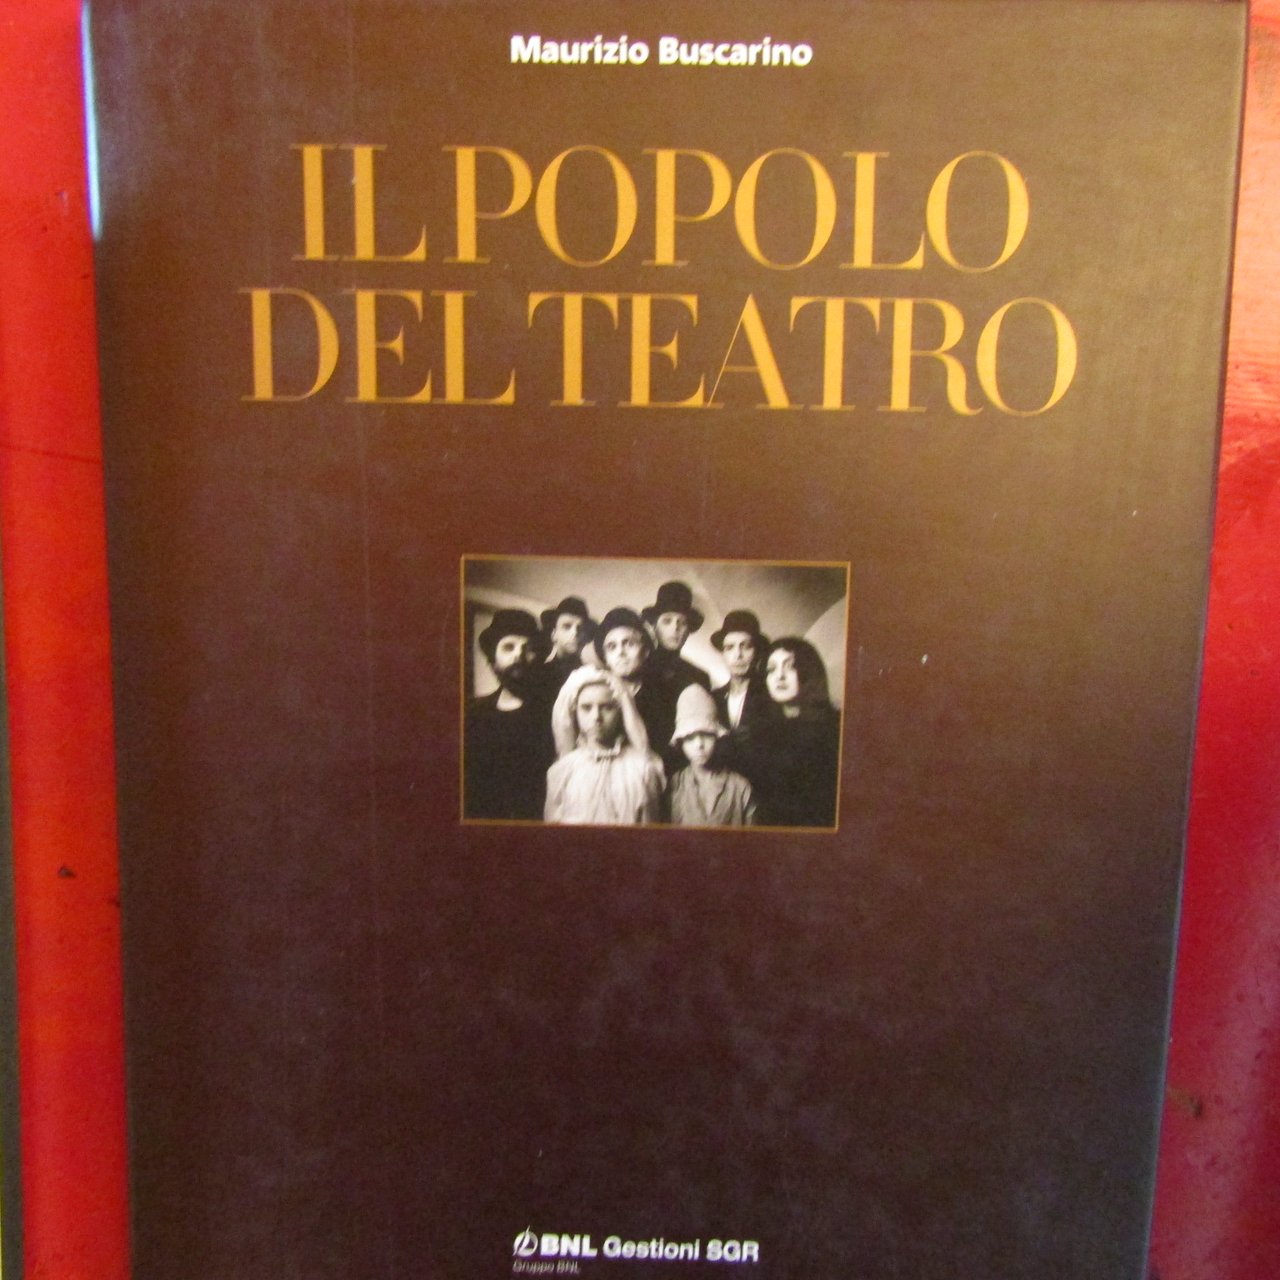 Maurizio Buscarino
IL POPOLO
DEL TEATRO
BNL Gestioni SGR
Gruppo BNL